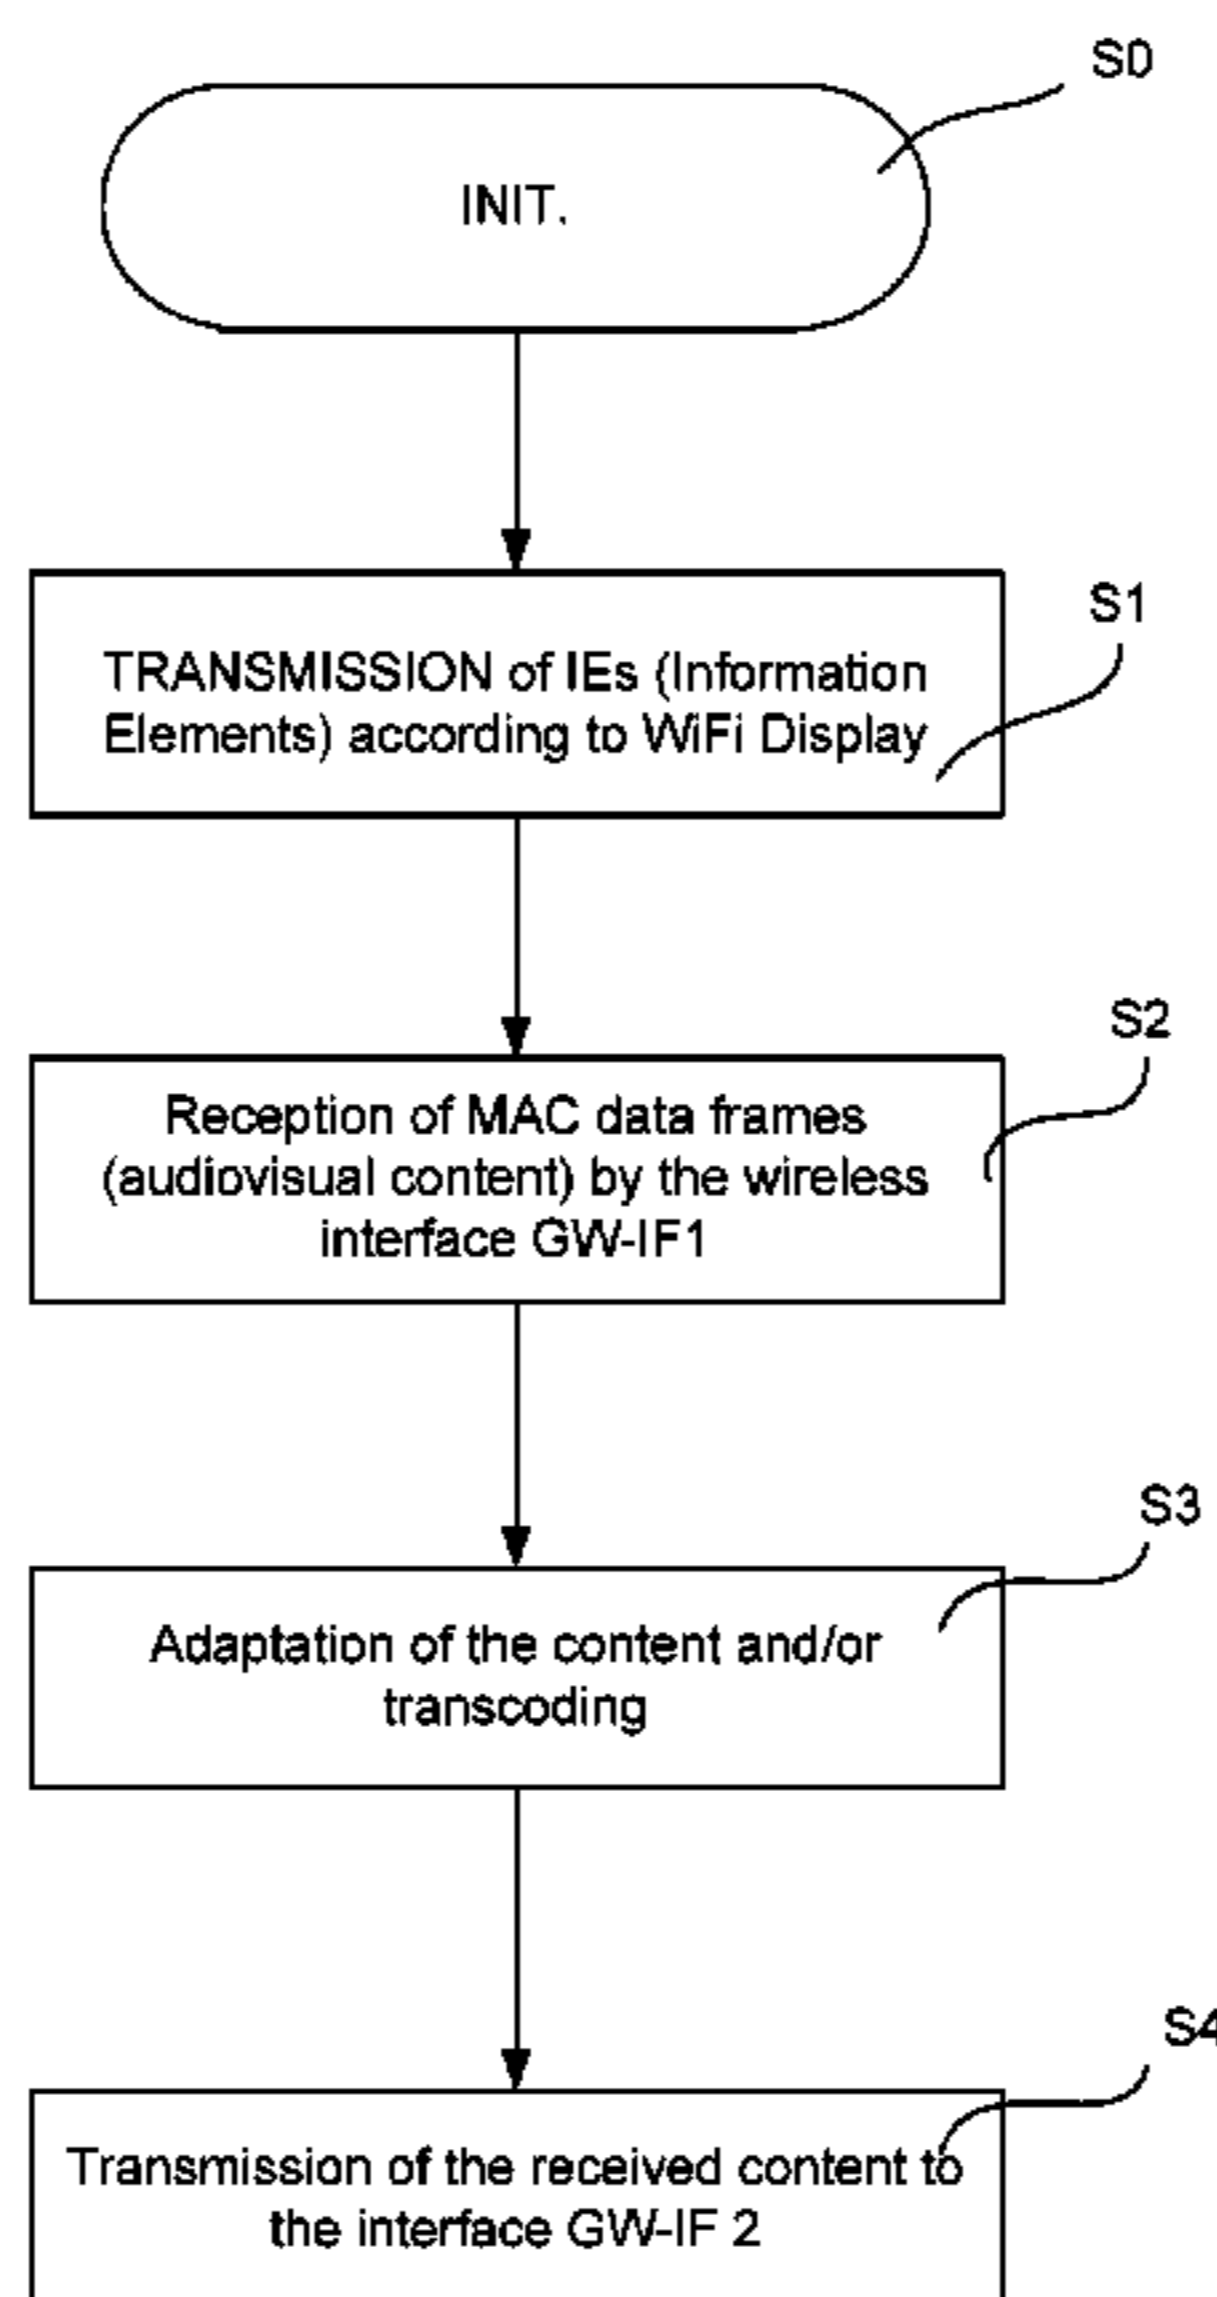 S0
INIT.
S1
TRANSMISSION of IEs (Information
Elements) according to WiFi Display
S2
Reception of MAC data frames
(audiovisual content) by the wireless
interface GW-IF1
S3
Adaptation of the content and/or
transcoding
S4
Transmission of the received content to
the interface GW-IF 2